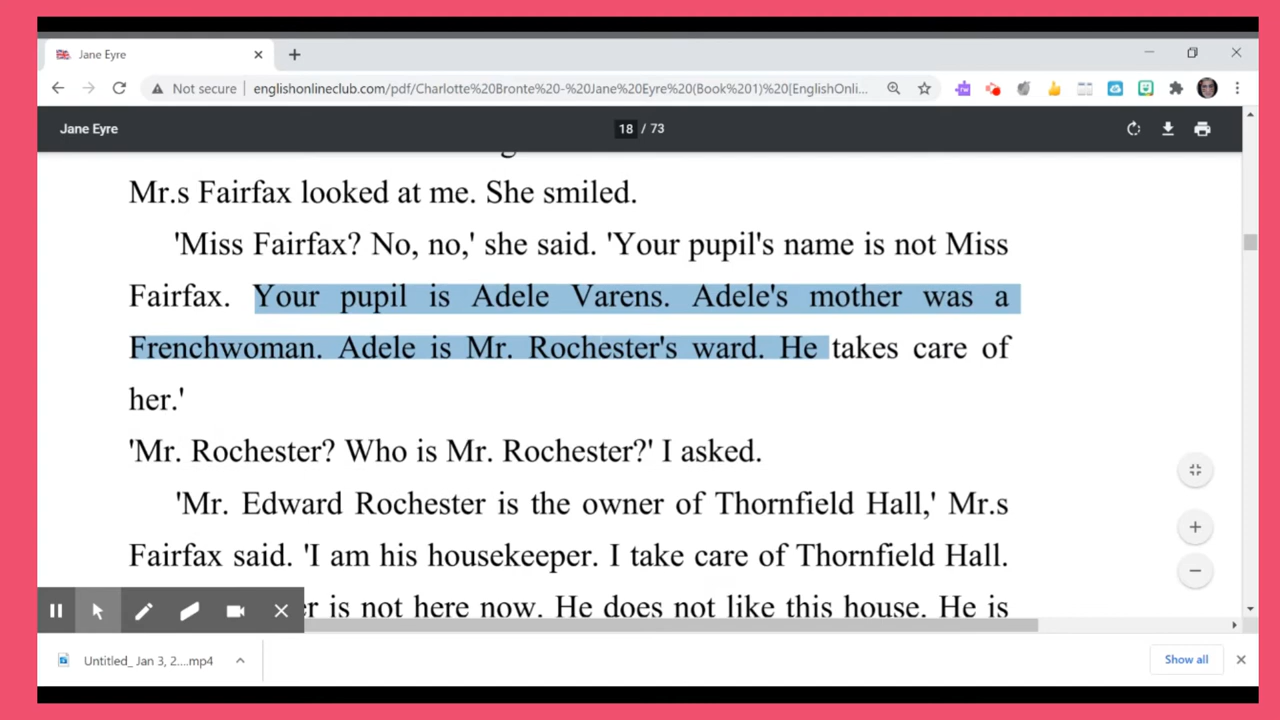 Jane Eyre
Not secure
englishonlineclub.com/pdf/Charlotte%20Bronte%20-%20Jane%20Eyre%20(Book%201)%20[EnglishOnli...
Jane Eyre
18 / 73
Mr.s Fairfax looked at me. She smiled.
'Miss Fairfax? No, no,' she said. 'Your pupil's name is not Miss
Fairfax. Your pupil is Adele Varens. Adele's mother was a
Frenchwoman. Adele is Mr. Rochester's ward. He takes care of
her.'
'Mr. Rochester? Who is Mr. Rochester?' I asked.
'Mr. Edward Rochester is the owner of Thornfield Hall,' Mr.s
Fairfax said. 'I am his housekeeper. I take care of Thornfield Hall.
is not here now. He does not like this house. He is
Untitled_ Jan 3, 2....mp4
Show all